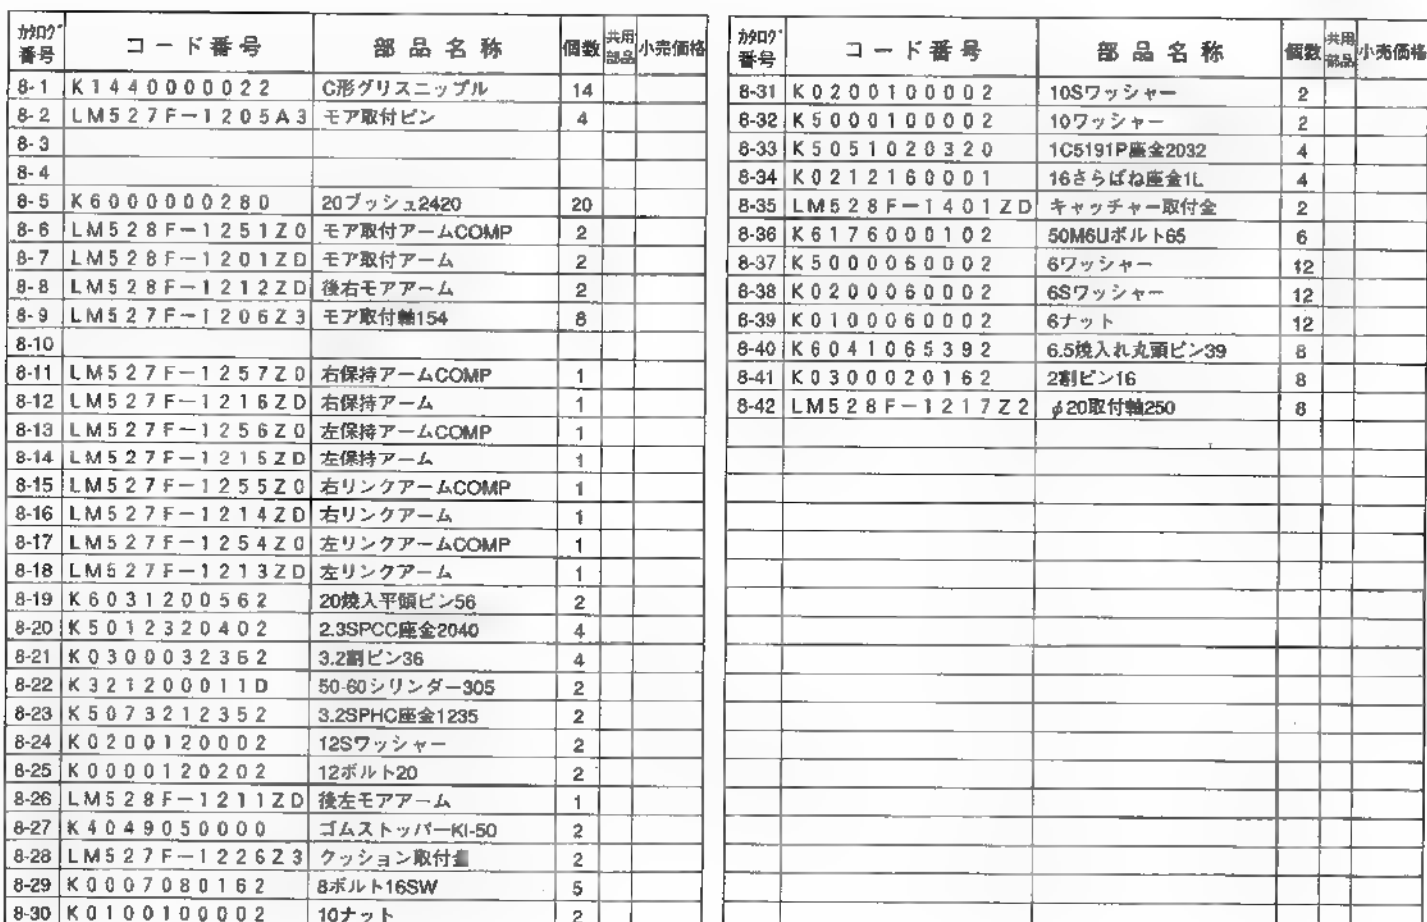 カタログ番号 コード番号 部品名称 個数 共用部品 小売価格
8-1 K1440000022 C形グリスニップル 14
8-2 LM527F-1205A3 モア取付ピン 4
8-3
8-4
8-5 K6000000280 20ブッシュ2420 20
8-6 LM528F-1251Z0 モア取付アームCOMP 2
8-7 LM528F-1201ZD モア取付アーム 2
8-8 LM528F-1212ZD 後右モアアーム 2
8-9 LM527F-1206Z3 モア取付軸154 8
8-10
8-11 LM527F-1257Z0 右保持アームCOMP 1
8-12 LM527F-1216ZD 右保持アーム 1
8-13 LM527F-1256Z0 左保持アームCOMP 1
8-14 LM527F-1215ZD 左保持アーム 1
8-15 LM527F-1255Z0 右リンクアームCOMP 1
8-16 LM527F-1214ZD 右リンクアーム 1
8-17 LM527F-1254Z0 左リンクアームCOMP 1
8-18 LM527F-1213ZD 左リンクアーム 1
8-19 K6031200562 20焼入平頭ピン56 2
8-20 K5012320402 2.3SPCC座金2040 4
8-21 K0300032362 3.2割ピン36 4
8-22 K321200011D 50-60シリンダー305 2
8-23 K5073212352 3.2SPHC座金1235 2
8-24 K0200120002 12Sワッシャー 2
8-25 K0000120202 12ボルト20 2
8-26 LM528F-1211ZD 後左モアアーム 1
8-27 K4049050000 ゴムストッパーKI-50 2
8-28 LM527F-1226Z3 クッション取付 2
8-29 K0007080162 8ボルト16SW 5
8-30 K0100100002 10ナット 2
カタログ番号 コード番号 部品名称 個数 共用部品 小売価格
8-31 K0200100002 10Sワッシャー 2
8-32 K5000100002 10ワッシャー 2
8-33 K5051020320 1C5191P座金2032 4
8-34 K0212160001 16さらばね座金1L 4
8-35 LM528F-1401ZD キャッチャー取付金 2
8-36 K6176000102 50M6Uボルト65 6
8-37 K5000060002 6ワッシャー 12
8-38 K0200060002 6Sワッシャー 12
8-39 K0100060002 6ナット 12
8-40 K6041065392 6.5焼入れ丸頭ピン39 8
8-41 K0300020162 2割ピン16 8
8-42 LM528F-1217Z2 φ20取付軸250 8